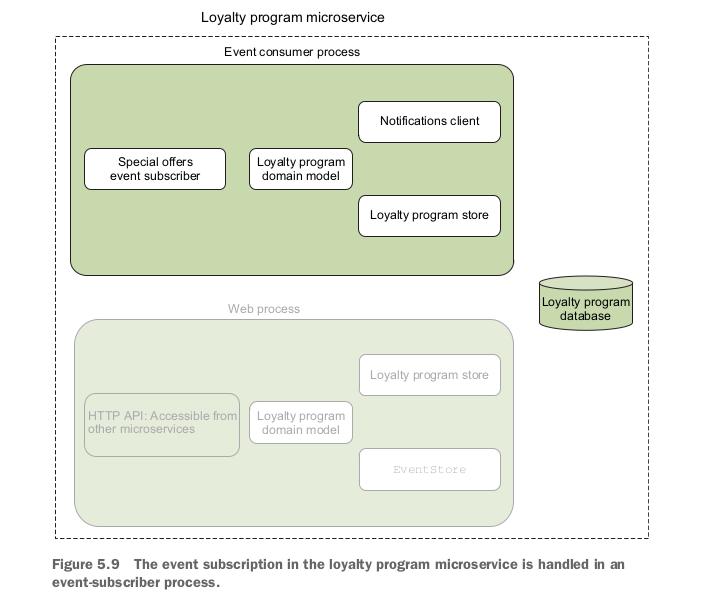 Loyalty program microservice
Event consumer process
Notifications client
Special offers
event subscriber
Loyalty program
domain model
Loyalty program store
Loyalty program
database
Web process
Loyalty program store
HTTP API: Accessible from
other microservices
Loyalty program
domain model
EventStore
Figure 5.9 The event subscription in the loyalty program microservice is handled in an
event-subscriber process.